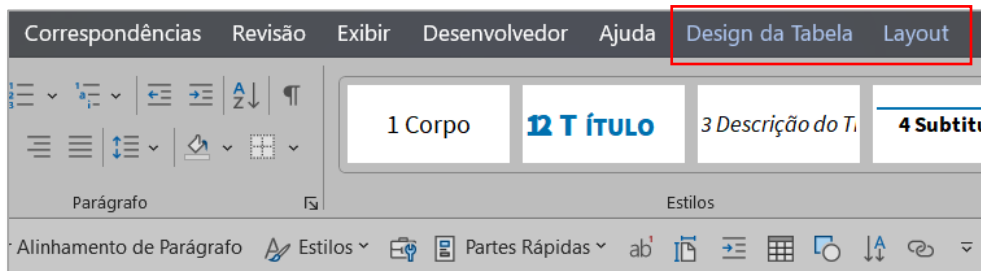 Correspondências Revisão Exibir Desenvolvedor Ajuda Design da Tabela Layout
1 Corpo 12 T ÍTULO 3 Descrição do 4
Parágrafo Estilos
Alinhamento de Parágrafo Estilos Partes Rápidas ab